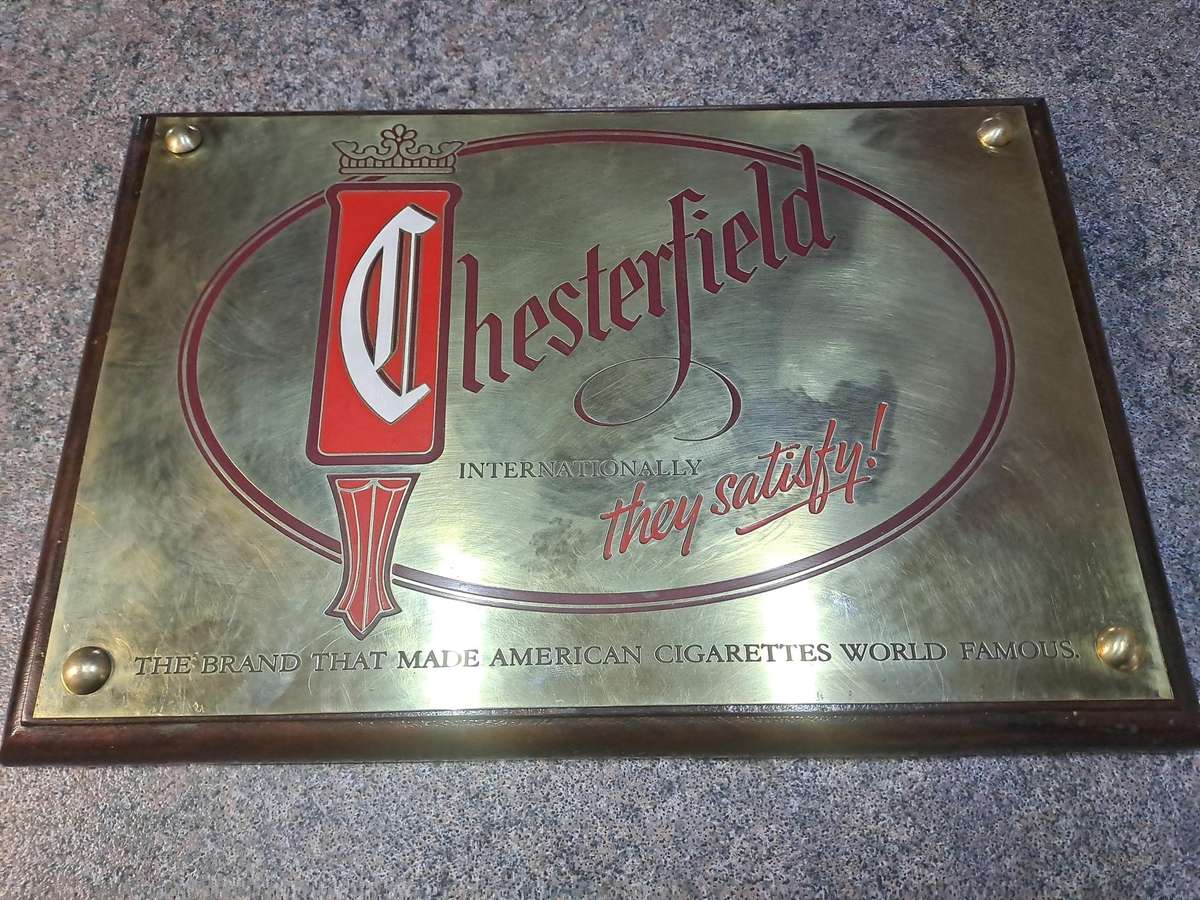 Chesterfield
INTERNATIONALLY
they satisfy!
THE BRAND THAT MADE AMERICAN CIGARETTES WORLD FAMOUS.